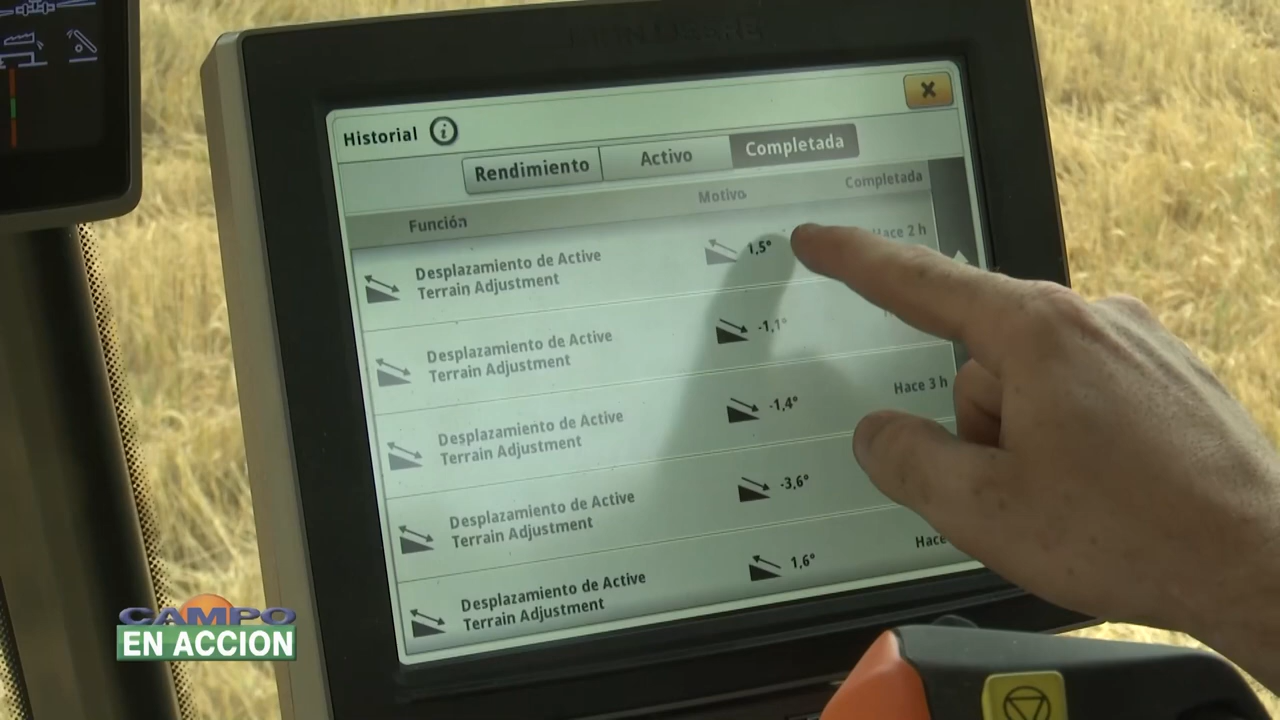 JOHN DEERE
Historial
Rendimiento Activo Completada
Función Motivo Completada
Desplazamiento de Active
Terrain Adjustment
1,5° Hace 2 h
Desplazamiento de Active
Terrain Adjustment
-1,1°
Desplazamiento de Active
Terrain Adjustment
-1,4° Hace 3 h
Desplazamiento de Active
Terrain Adjustment
-3,6°
Desplazamiento de Active
Terrain Adjustment
1,6° Hace
CAMPO
EN ACCION